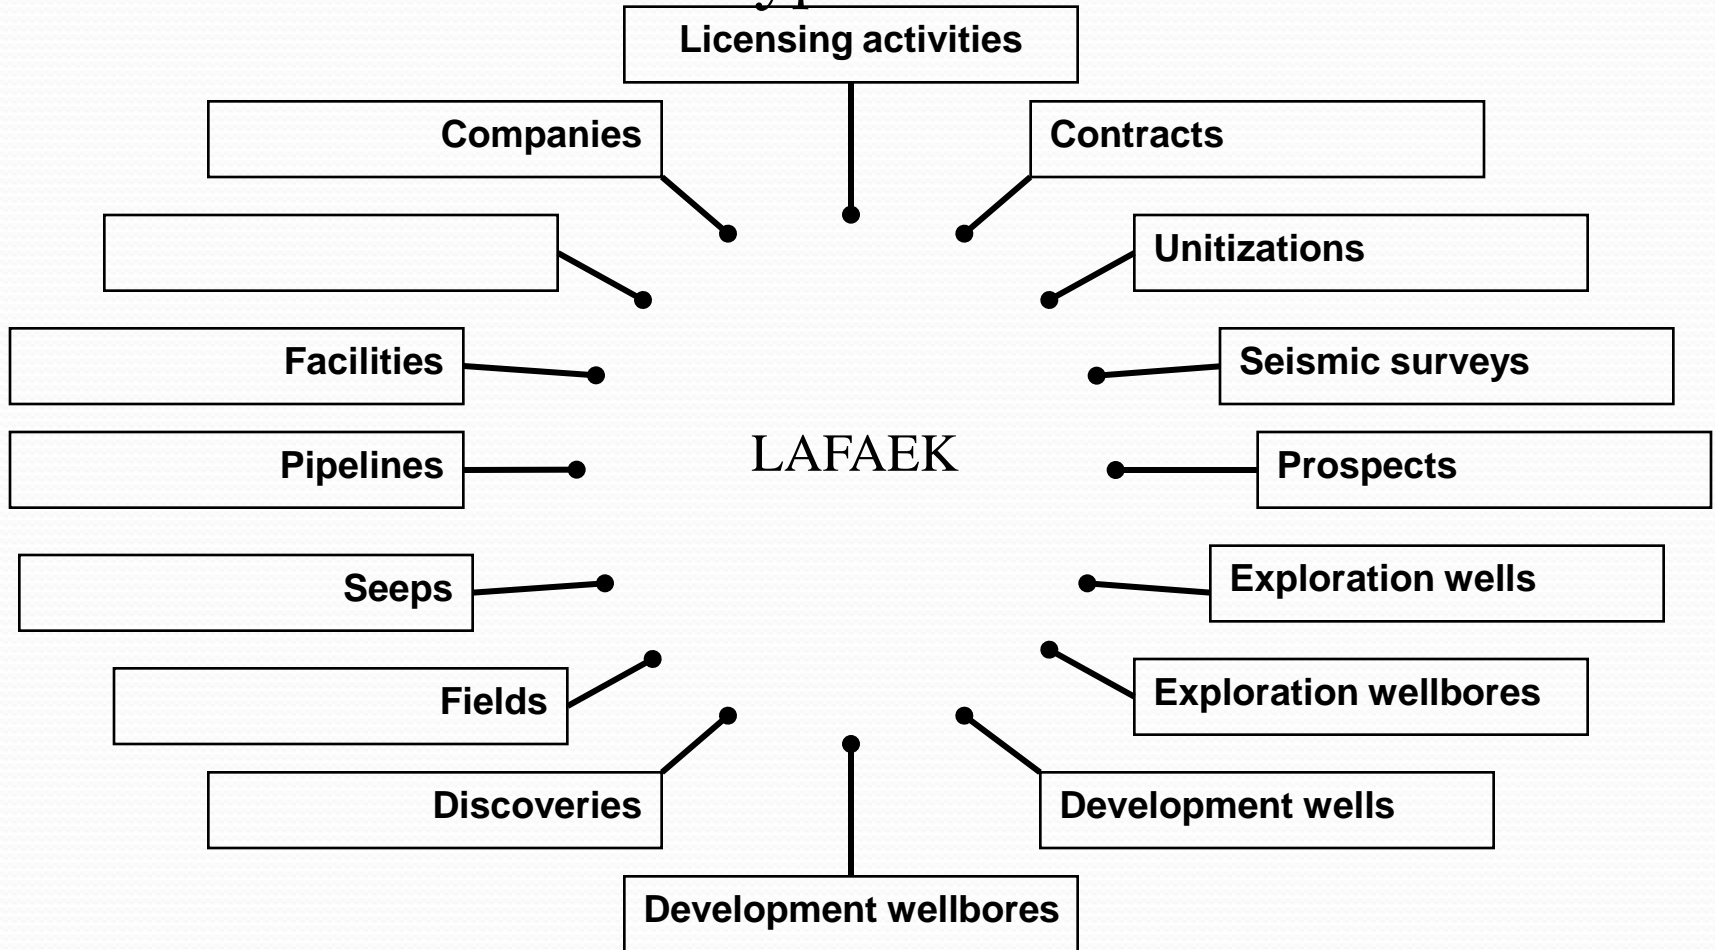 Licensing activities
Companies
Contracts
Unitizations
Facilities
Seismic surveys
LAFAEK
Pipelines
Prospects
Seeps
Exploration wells
Fields
Exploration wellbores
Discoveries
Development wells
Development wellbores